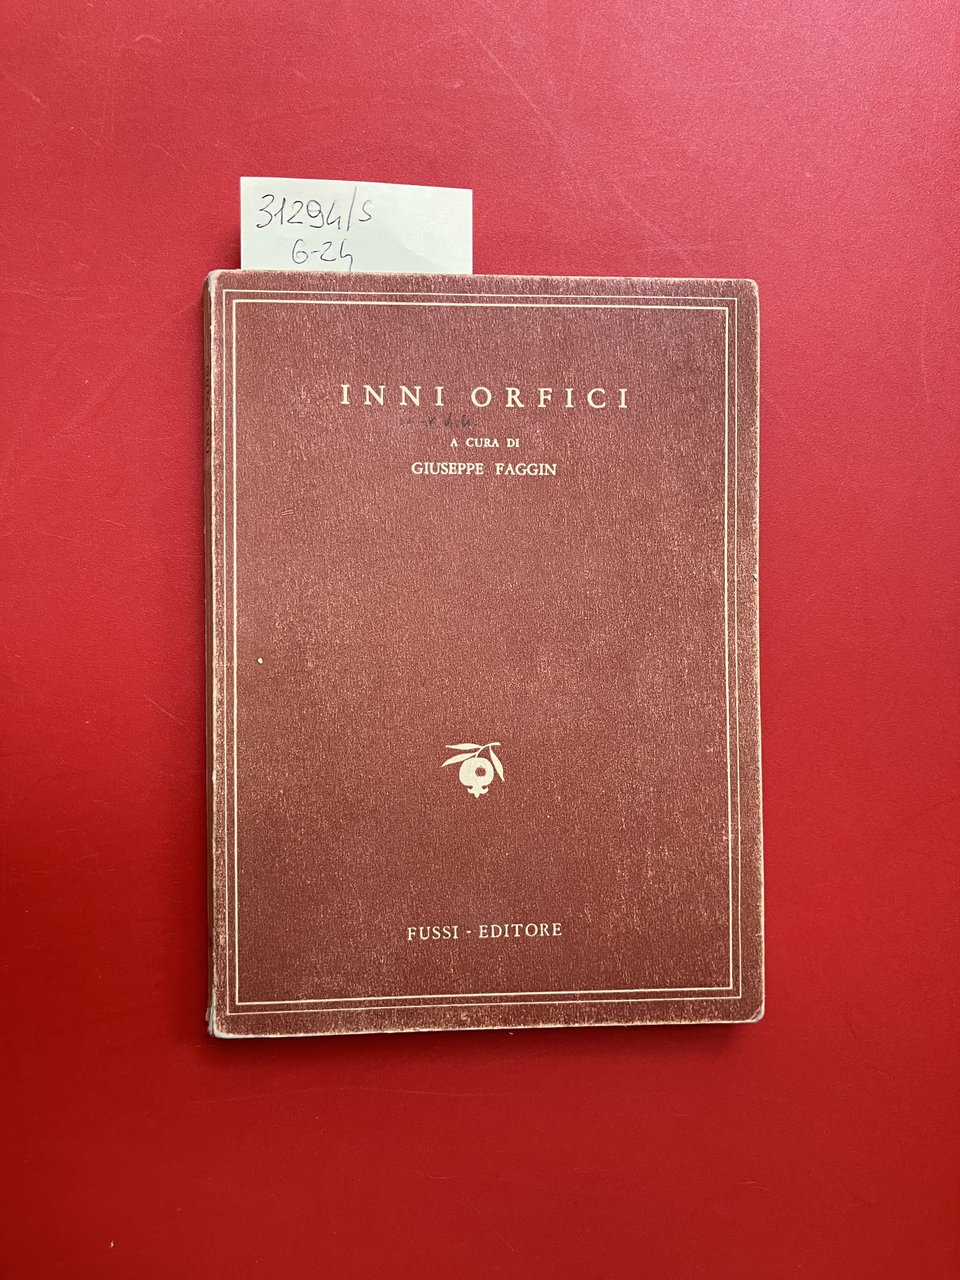 31294/S
6-24
INNI ORFICI
A CURA DI
GIUSEPPE FAGGIN
FUSSI - EDITORE